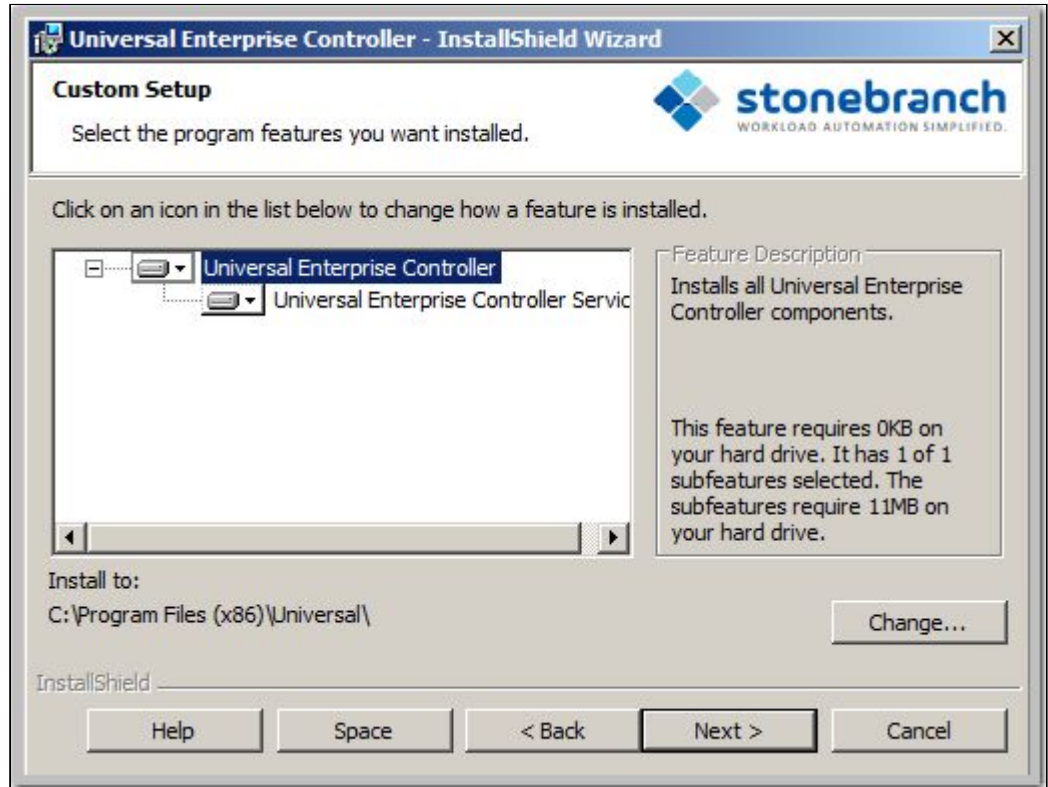 Universal Enterprise Controller - InstallShield Wizard
Custom Setup
Select the program features you want installed.
stonebranch
WORKLOAD AUTOMATION SIMPLIFIED.
Click on an icon in the list below to change how a feature is installed.
Universal Enterprise Controller
Universal Enterprise Controller Servic
Feature Description
Installs all Universal Enterprise
Controller components.
This feature requires 0KB on
your hard drive. It has 1 of 1
subfeatures selected. The
subfeatures require 11MB on
your hard drive.
Install to:
C:\Program Files (x86)\Universal\
Change...
InstallShield
Help
Space
< Back
Next >
Cancel